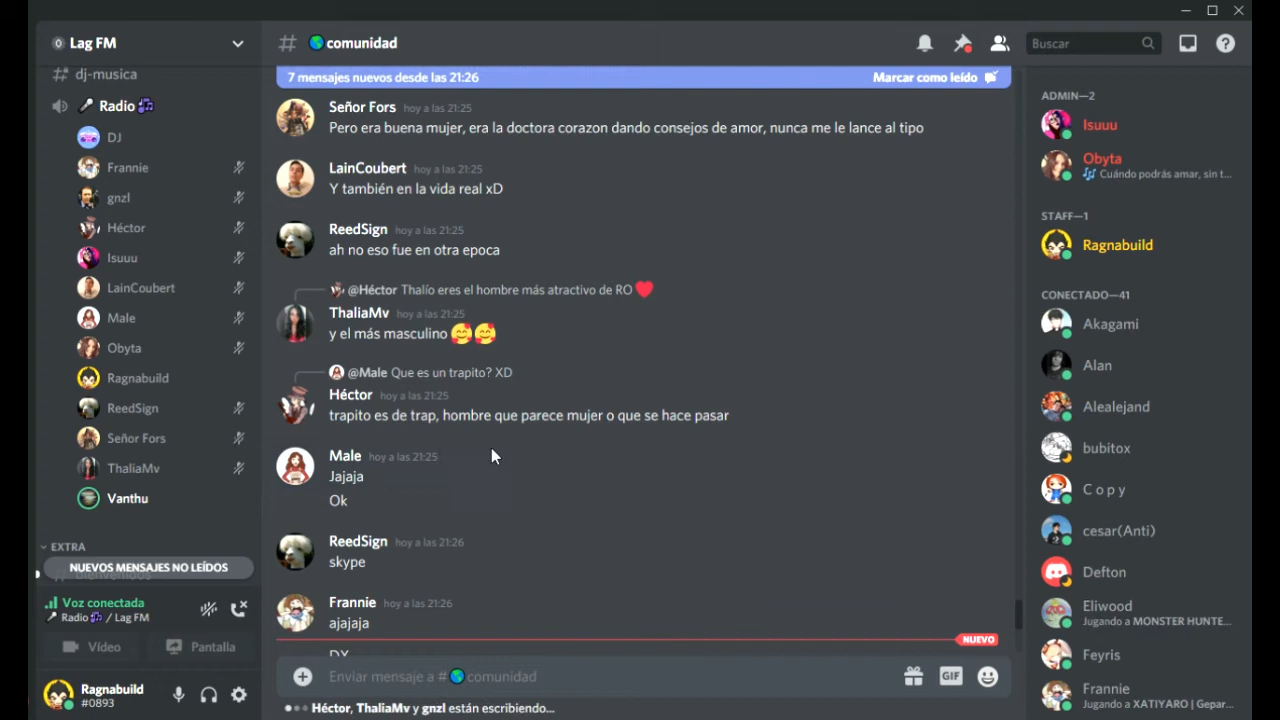 Lag FM
dj-musica
Radio
DJ
Frannie
gnzl
Héctor
Isuuu
LainCoubert
Male
Obyta
Ragnabuild
ReedSign
Señor Fors
ThaliaMv
Vanthu
EXTRA
NUEVOS MENSAJES NO LEÍDOS
Voz conectada
Radio / Lag FM
Vídeo
Pantalla
Ragnabuild
#0893
comunidad
Buscar
7 mensajes nuevos desde las 21:26
Marcar como leído
Señor Fors hoy a las 21:25
Pero era buena mujer, era la doctora corazon dando consejos de amor, nunca me le lance al tipo
LainCoubert hoy a las 21:25
Y también en la vida real xD
ReedSign hoy a las 21:25
ah no eso fue en otra epoca
@Héctor Thalío eres el hombre más atractivo de RO
ThaliaMv hoy a las 21:25
y el más masculino
@Male Que es un trapito? XD
Héctor hoy a las 21:25
trapito es de trap, hombre que parece mujer o que se hace pasar
Male hoy a las 21:25
Jajaja
Ok
ReedSign hoy a las 21:26
skype
Frannie hoy a las 21:26
ajajaja
NUEVO
Enviar mensaje a #comunidad
GIF
Héctor, ThaliaMv y gnzl están escribiendo...
ADMIN—2
Isuuu
Obyta
Cuándo podrás amar, sin t...
STAFF—1
Ragnabuild
CONECTADO—41
Akagami
Alan
Alealejand
bubitox
C o p y
cesar(Anti)
Defton
Eliwood
Jugando a MONSTER HUNTE...
Feyris
Frannie
Jugando a XATIYARO | Gepar...